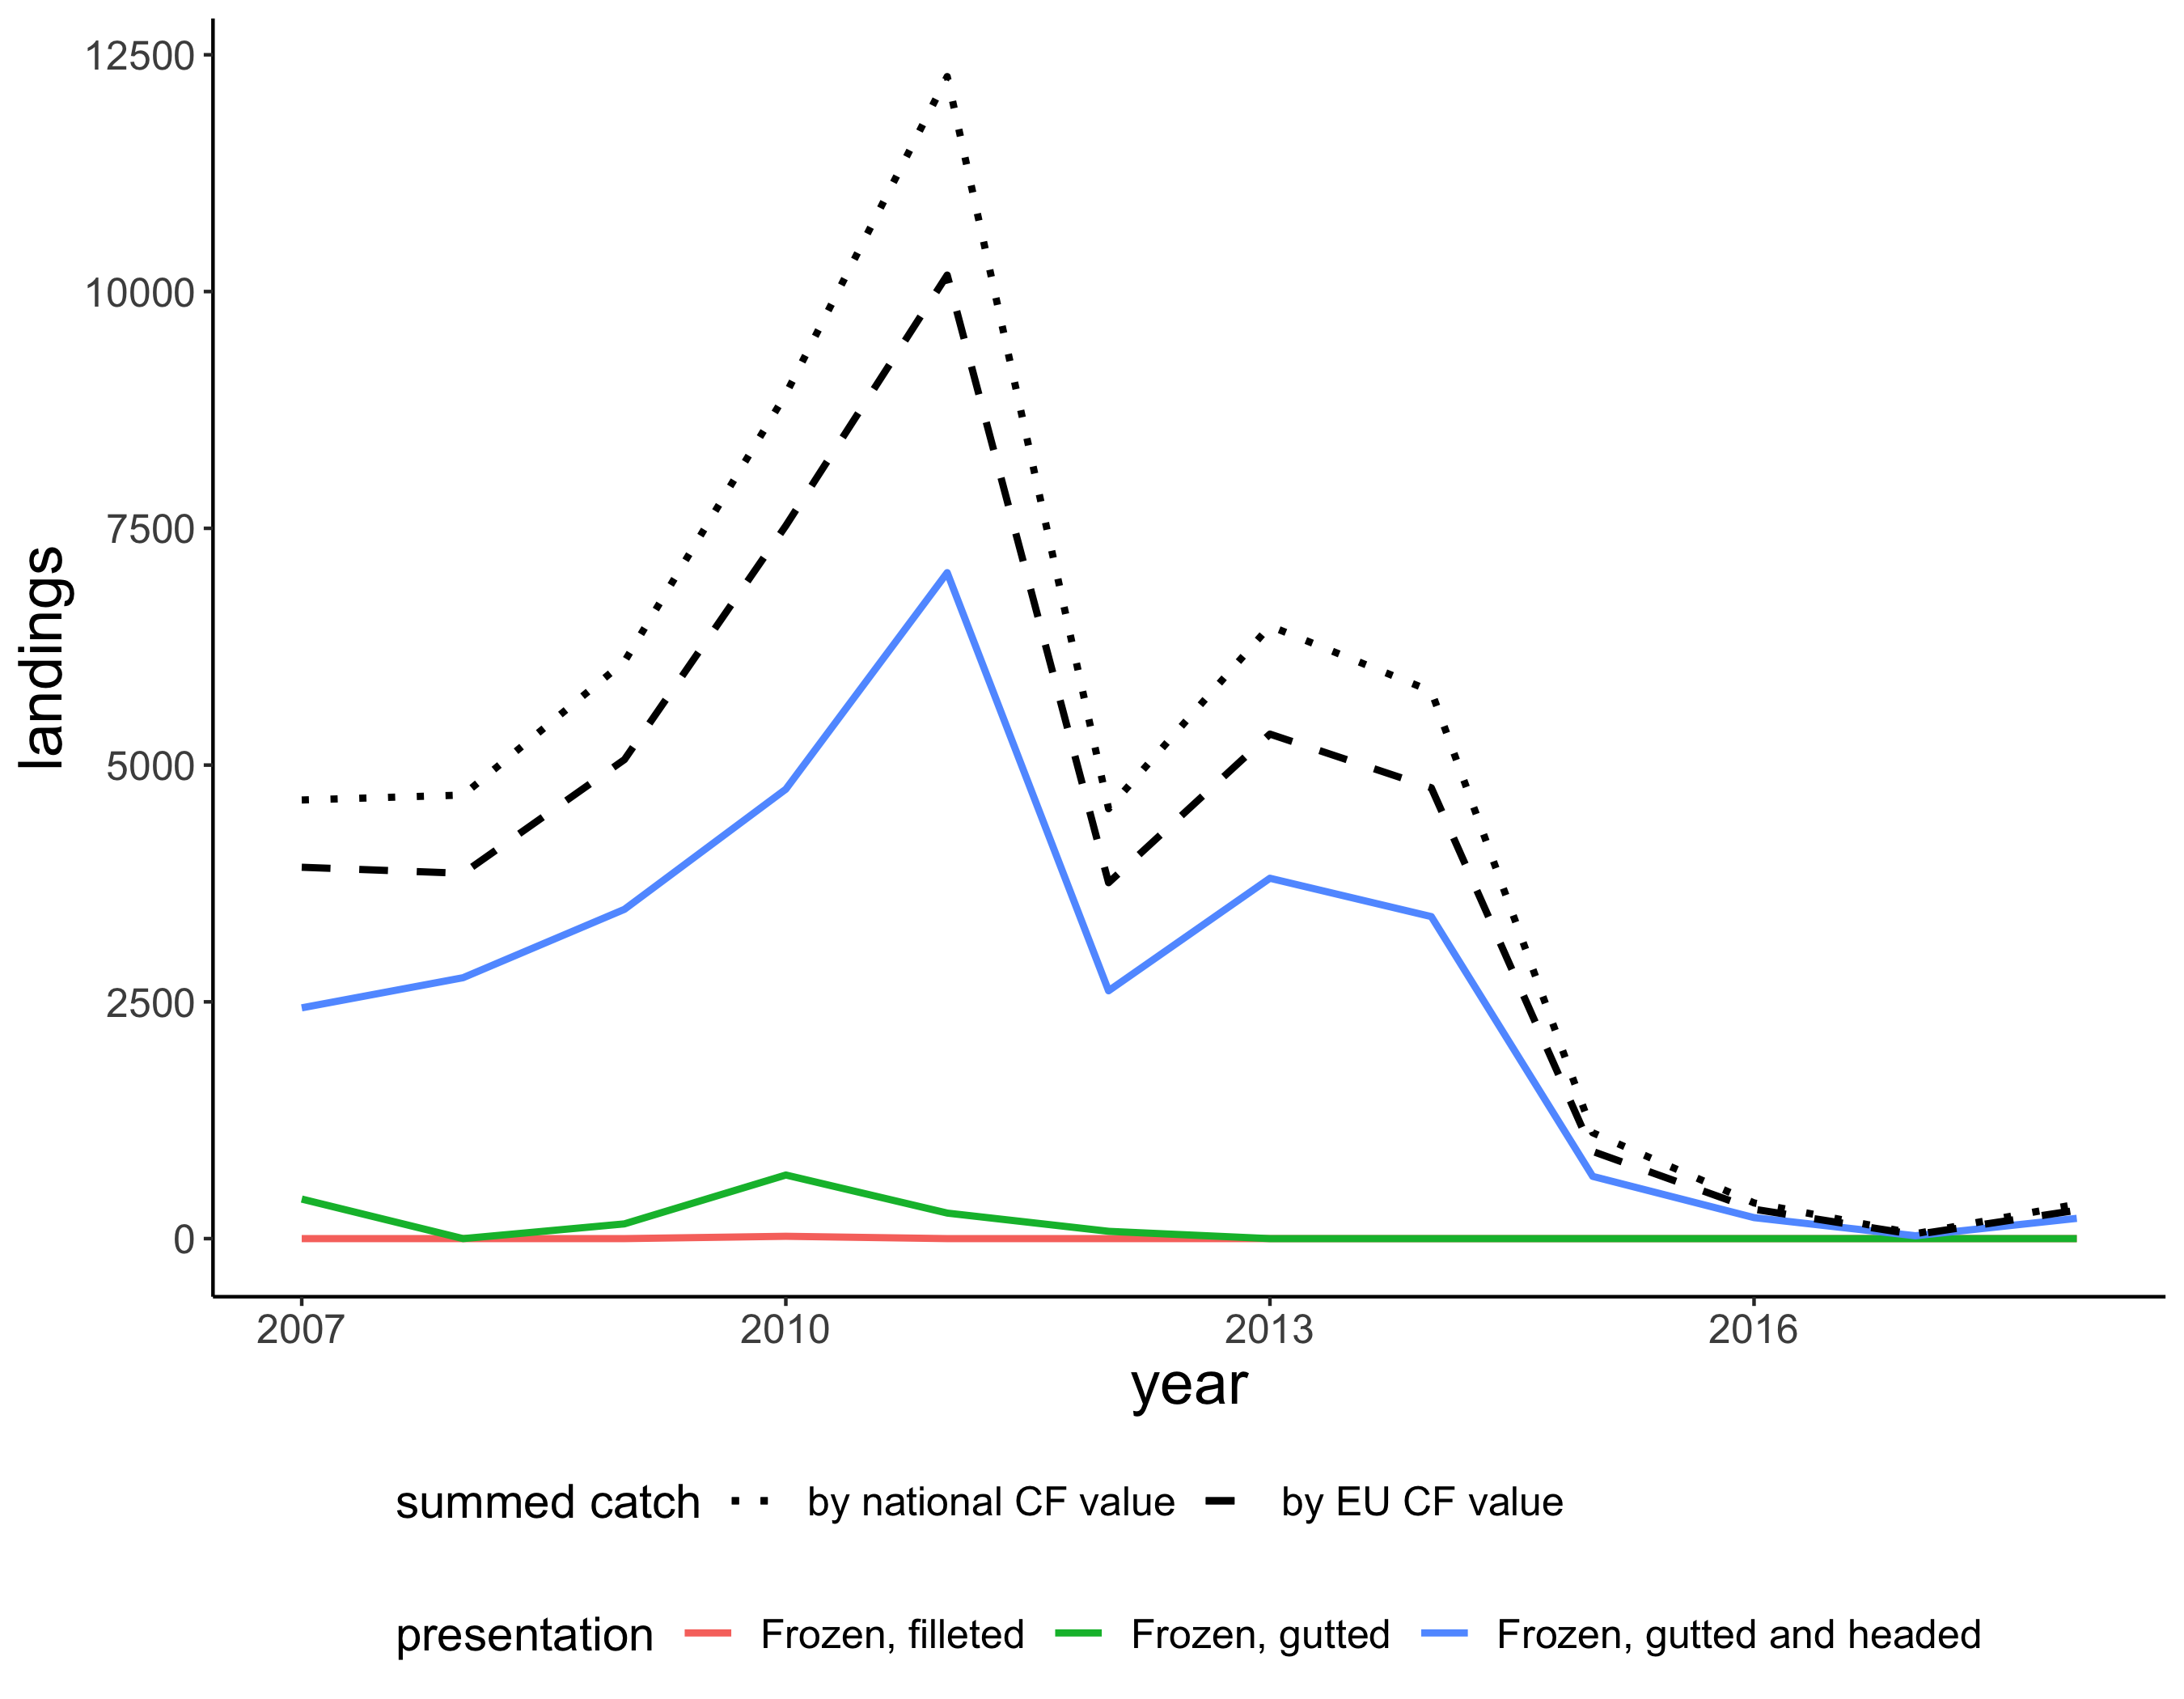 12500
10000
7500
5000
2500
0
landings
2007 2010 2013 2016
year
summed catch by national CF value by EU CF value
presentation Frozen, filleted Frozen, gutted Frozen, gutted and headed